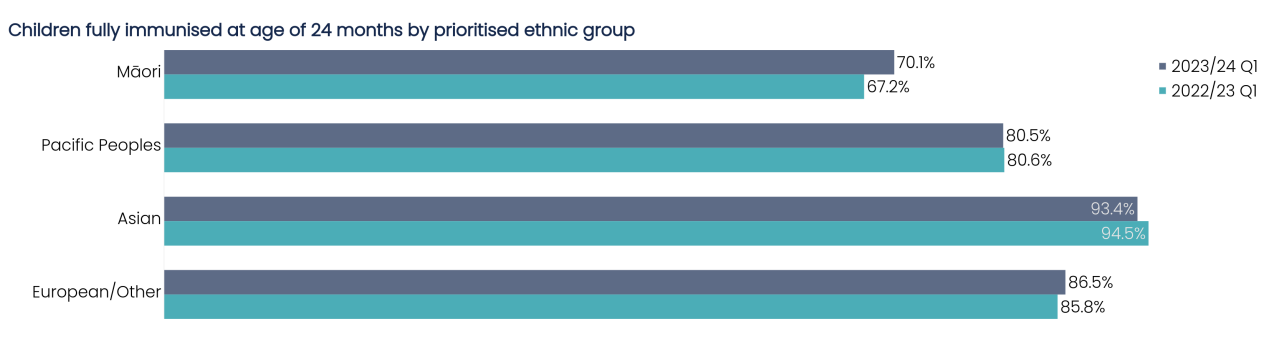 Children fully immunised at age of 24 months by prioritised ethnic group
Māori
70.1%
67.2%
2023/24 Q1
2022/23 Q1
Pacific Peoples
80.5%
80.6%
Asian
93.4%
94.5%
European/Other
86.5%
85.8%